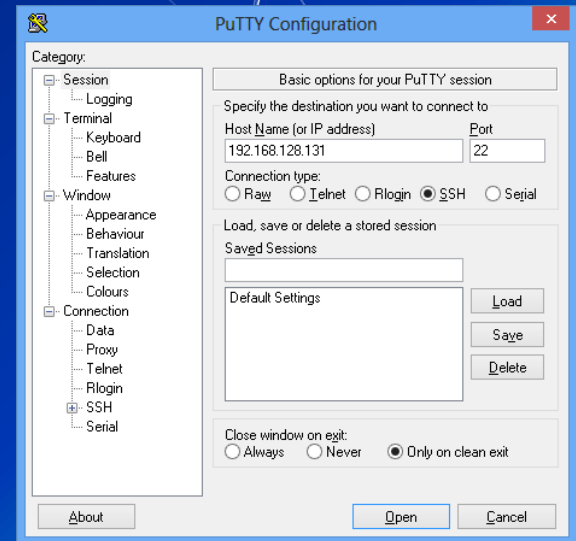 PuTTY Configuration
Category:
Session
Logging
Terminal
Keyboard
Bell
Features
Window
Appearance
Behaviour
Translation
Selection
Colours
Connection
Data
Proxy
Telnet
Rlogin
SSH
Serial
Basic options for your PuTTY session
Specify the destination you want to connect to
Host Name (or IP address) Port
192.168.128.131 22
Connection type:
Raw Telnet Rlogin SSH Serial
Load, save or delete a stored session
Saved Sessions
Default Settings
Load
Save
Delete
Close window on exit:
Always Never Only on clean exit
About Open Cancel